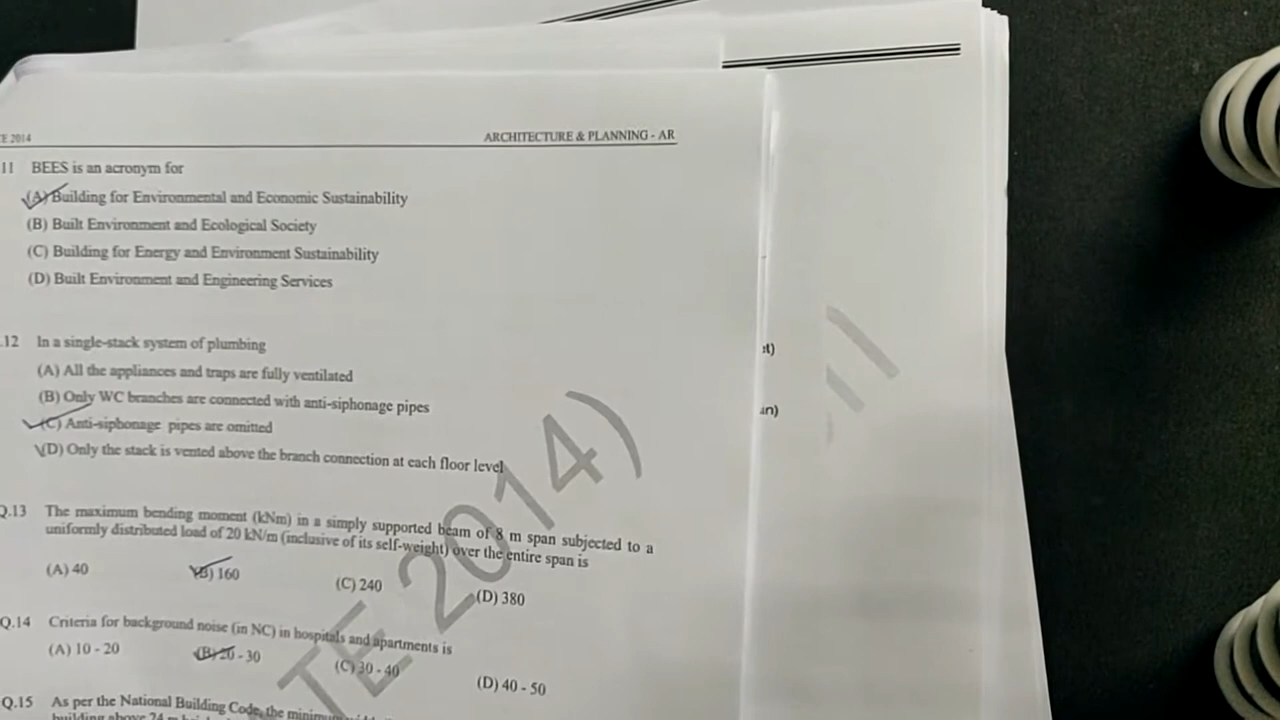 E 2014
ARCHITECTURE & PLANNING - AR
11 BEES is an acronym for
(A) Building for Environmental and Economic Sustainability
(B) Built Environment and Ecological Society
(C) Building for Energy and Environment Sustainability
(D) Built Environment and Engineering Services
.12 In a single-stack system of plumbing
(A) All the appliances and traps are fully ventilated
(B) Only WC branches are connected with anti-siphonage pipes
(C) Anti-siphonage pipes are omitted
(D) Only the stack is vented above the branch connection at each floor level
Q.13 The maximum bending moment (kNm) in a simply supported beam of 8 m span subjected to a
uniformly distributed load of 20 kN/m (inclusive of its self-weight) over the entire span is
(A) 40 (B) 160 (C) 240 (D) 380
Q.14 Criteria for background noise (in NC) in hospitals and apartments is
(A) 10 - 20 (B) 20 - 30 (C) 30 - 40 (D) 40 - 50
Q.15 As per the National Building Code, the minimum
building above 24 m
TE 2014)